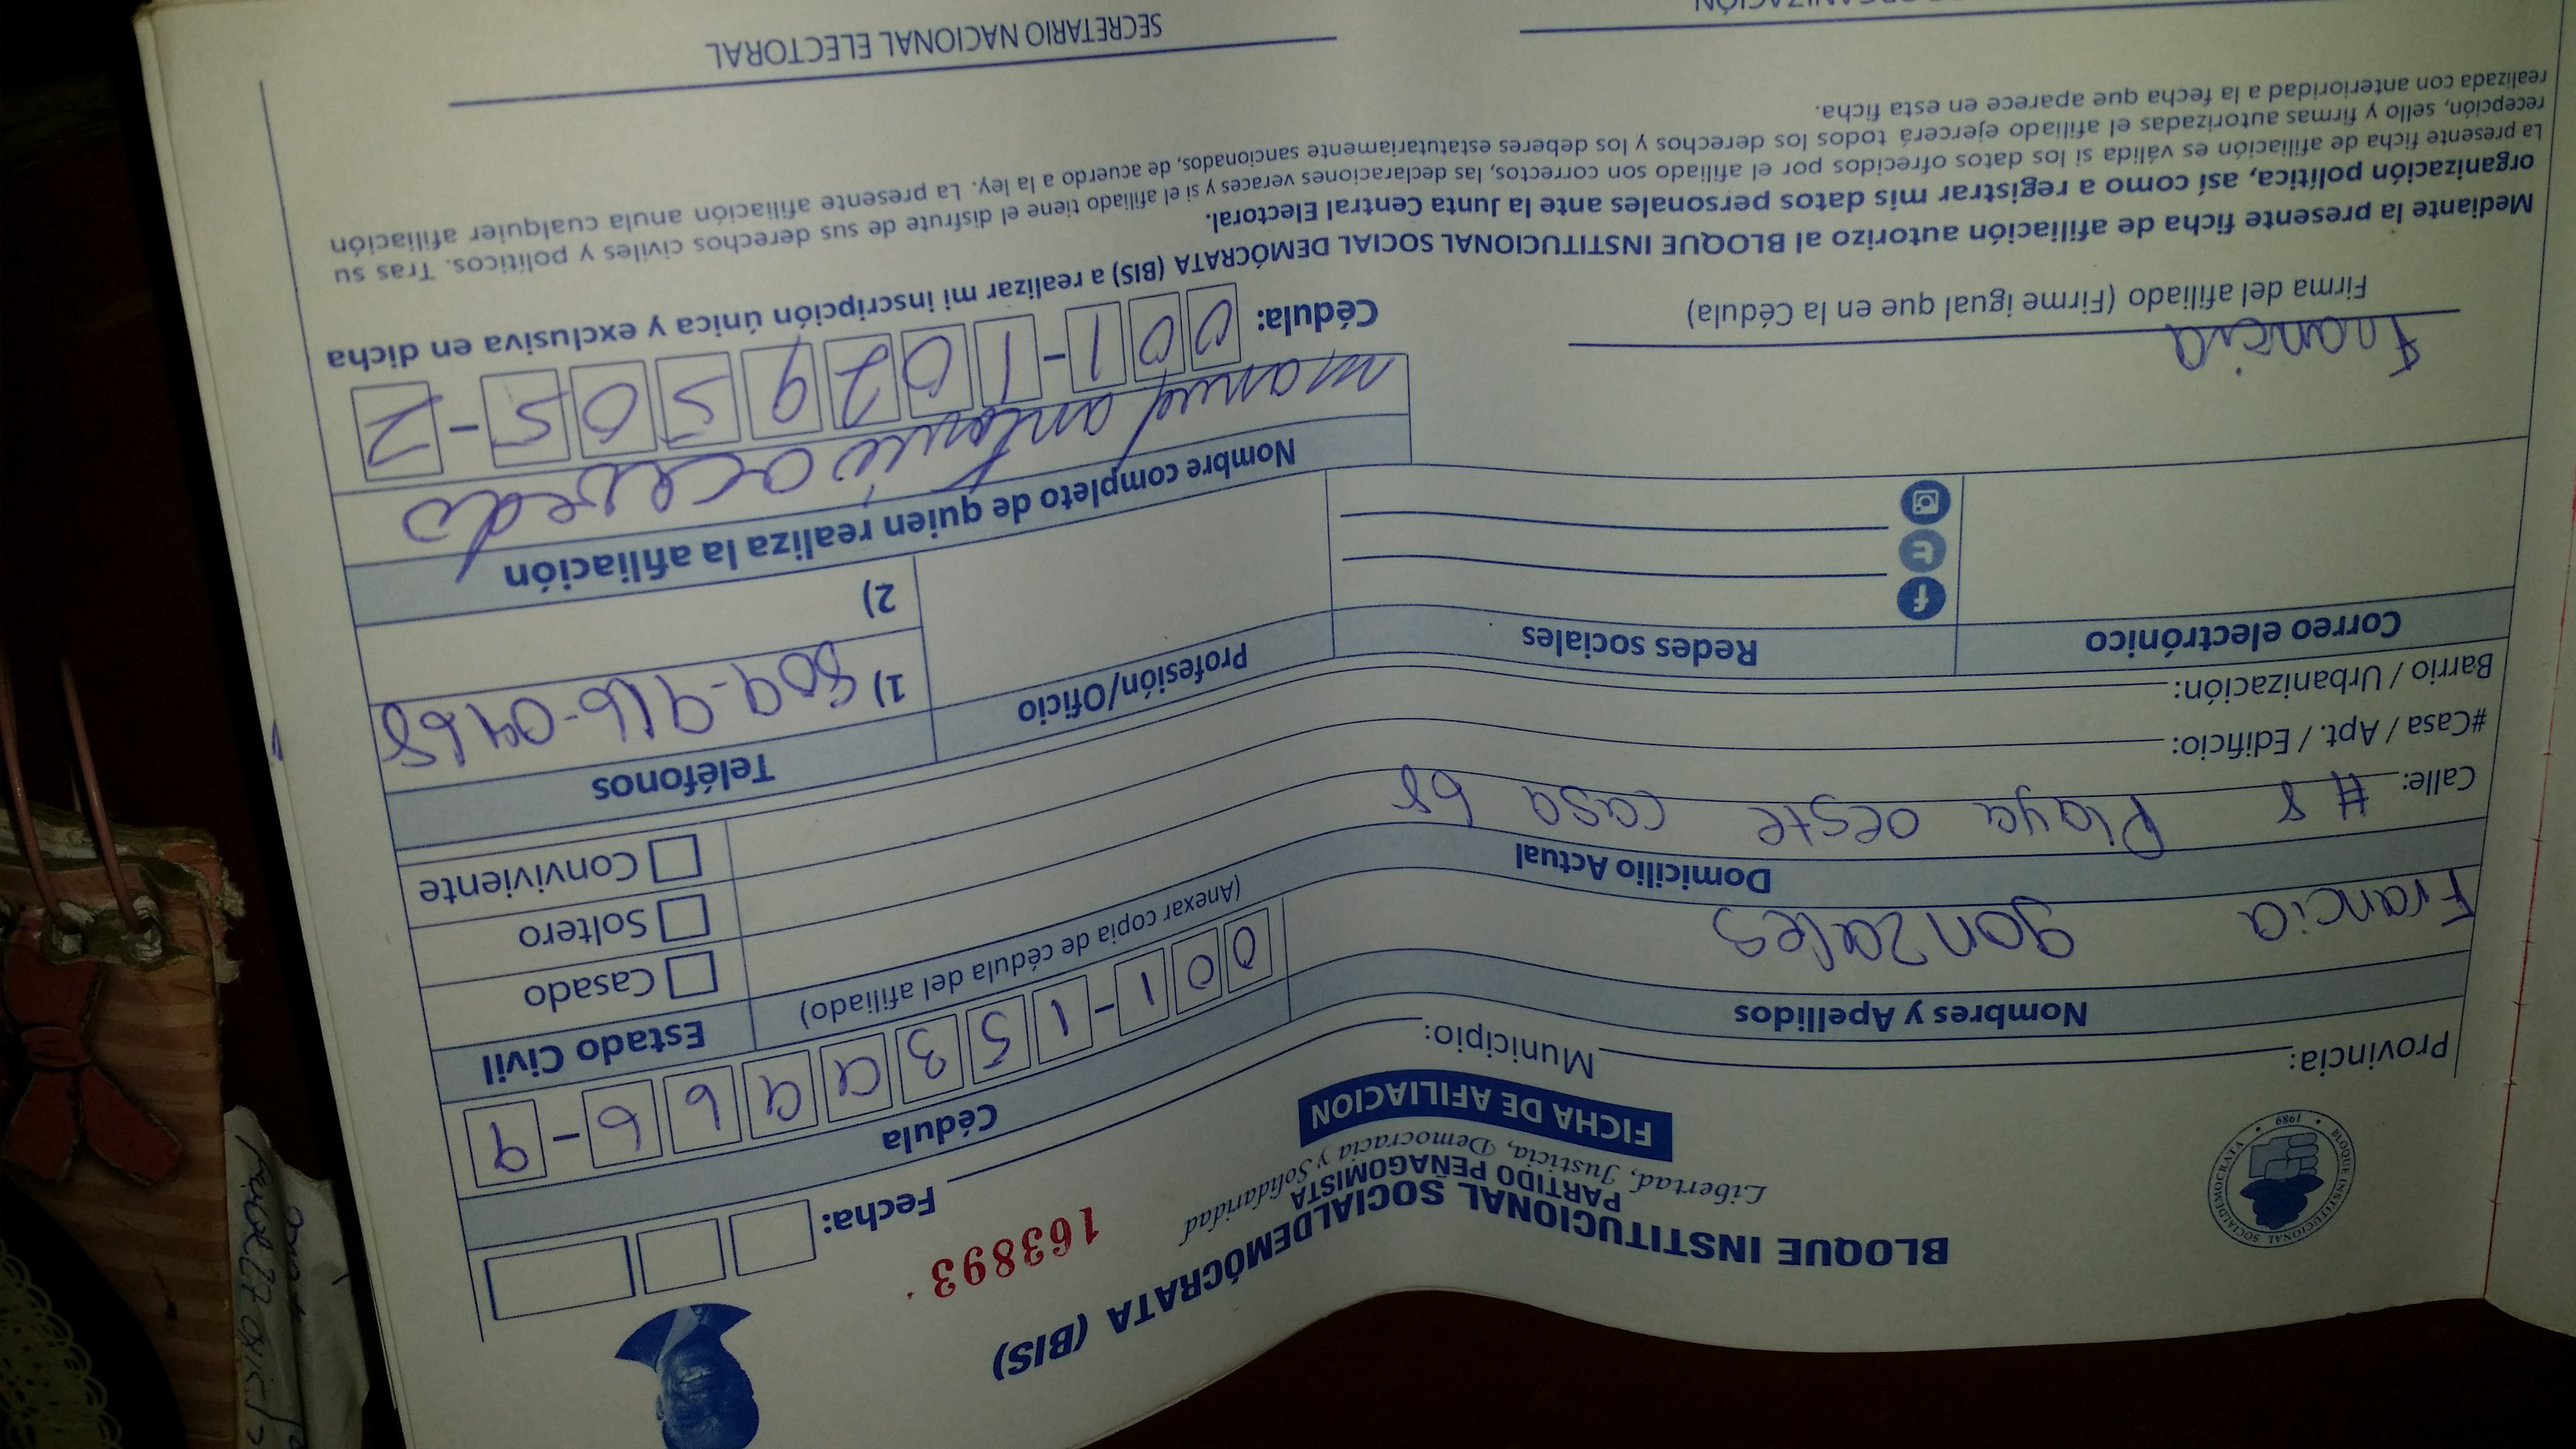 BLOQUE INSTITUCIONAL SOCIALDEMÓCRATA (BIS)
PARTIDO PEÑAGOMISTA
Libertad, Justicia, Democracia y Solidaridad
FICHA DE AFILIACION
BLOQUE INSTITUCIONAL SOCIALDEMOCRATA
1989
163893
Fecha:
Provincia: Municipio:
Nombres y Apellidos
Cédula
Estado Civil
Francia gonzales
001-1
(Anexar copia de cédula del afiliado)
Casado
Soltero
Conviviente
Domicilio Actual
Calle: # 8 Playa oeste casa 68
#Casa / Apt. / Edificio:
Barrio / Urbanización:
Correo electrónico
Redes sociales
Profesión/Oficio
Teléfonos
1) 809-916-0968
2)
Nombre completo de quien realiza la afiliación
manuel antonio acevedo
Cédula: 001-1079505-2
Francia
Firma del afiliado (Firme igual que en la Cédula)
Mediante la presente ficha de afiliación autorizo al BLOQUE INSTITUCIONAL SOCIAL DEMÓCRATA (BIS) a realizar mi inscripción única y exclusiva en dicha
organización política, así como a registrar mis datos personales ante la Junta Central Electoral.
La presente ficha de afiliación es válida si los datos ofrecidos por el afiliado son correctos, las declaraciones veraces y si el afiliado tiene el disfrute de sus derechos civiles y políticos. Tras su
recepción, sello y firmas autorizadas el afiliado ejercerá todos los derechos y los deberes estatutariamente sancionados, de acuerdo a la ley. La presente afiliación anula cualquier afiliación
realizada con anterioridad a la fecha que aparece en esta ficha.
SECRETARIO NACIONAL ELECTORAL